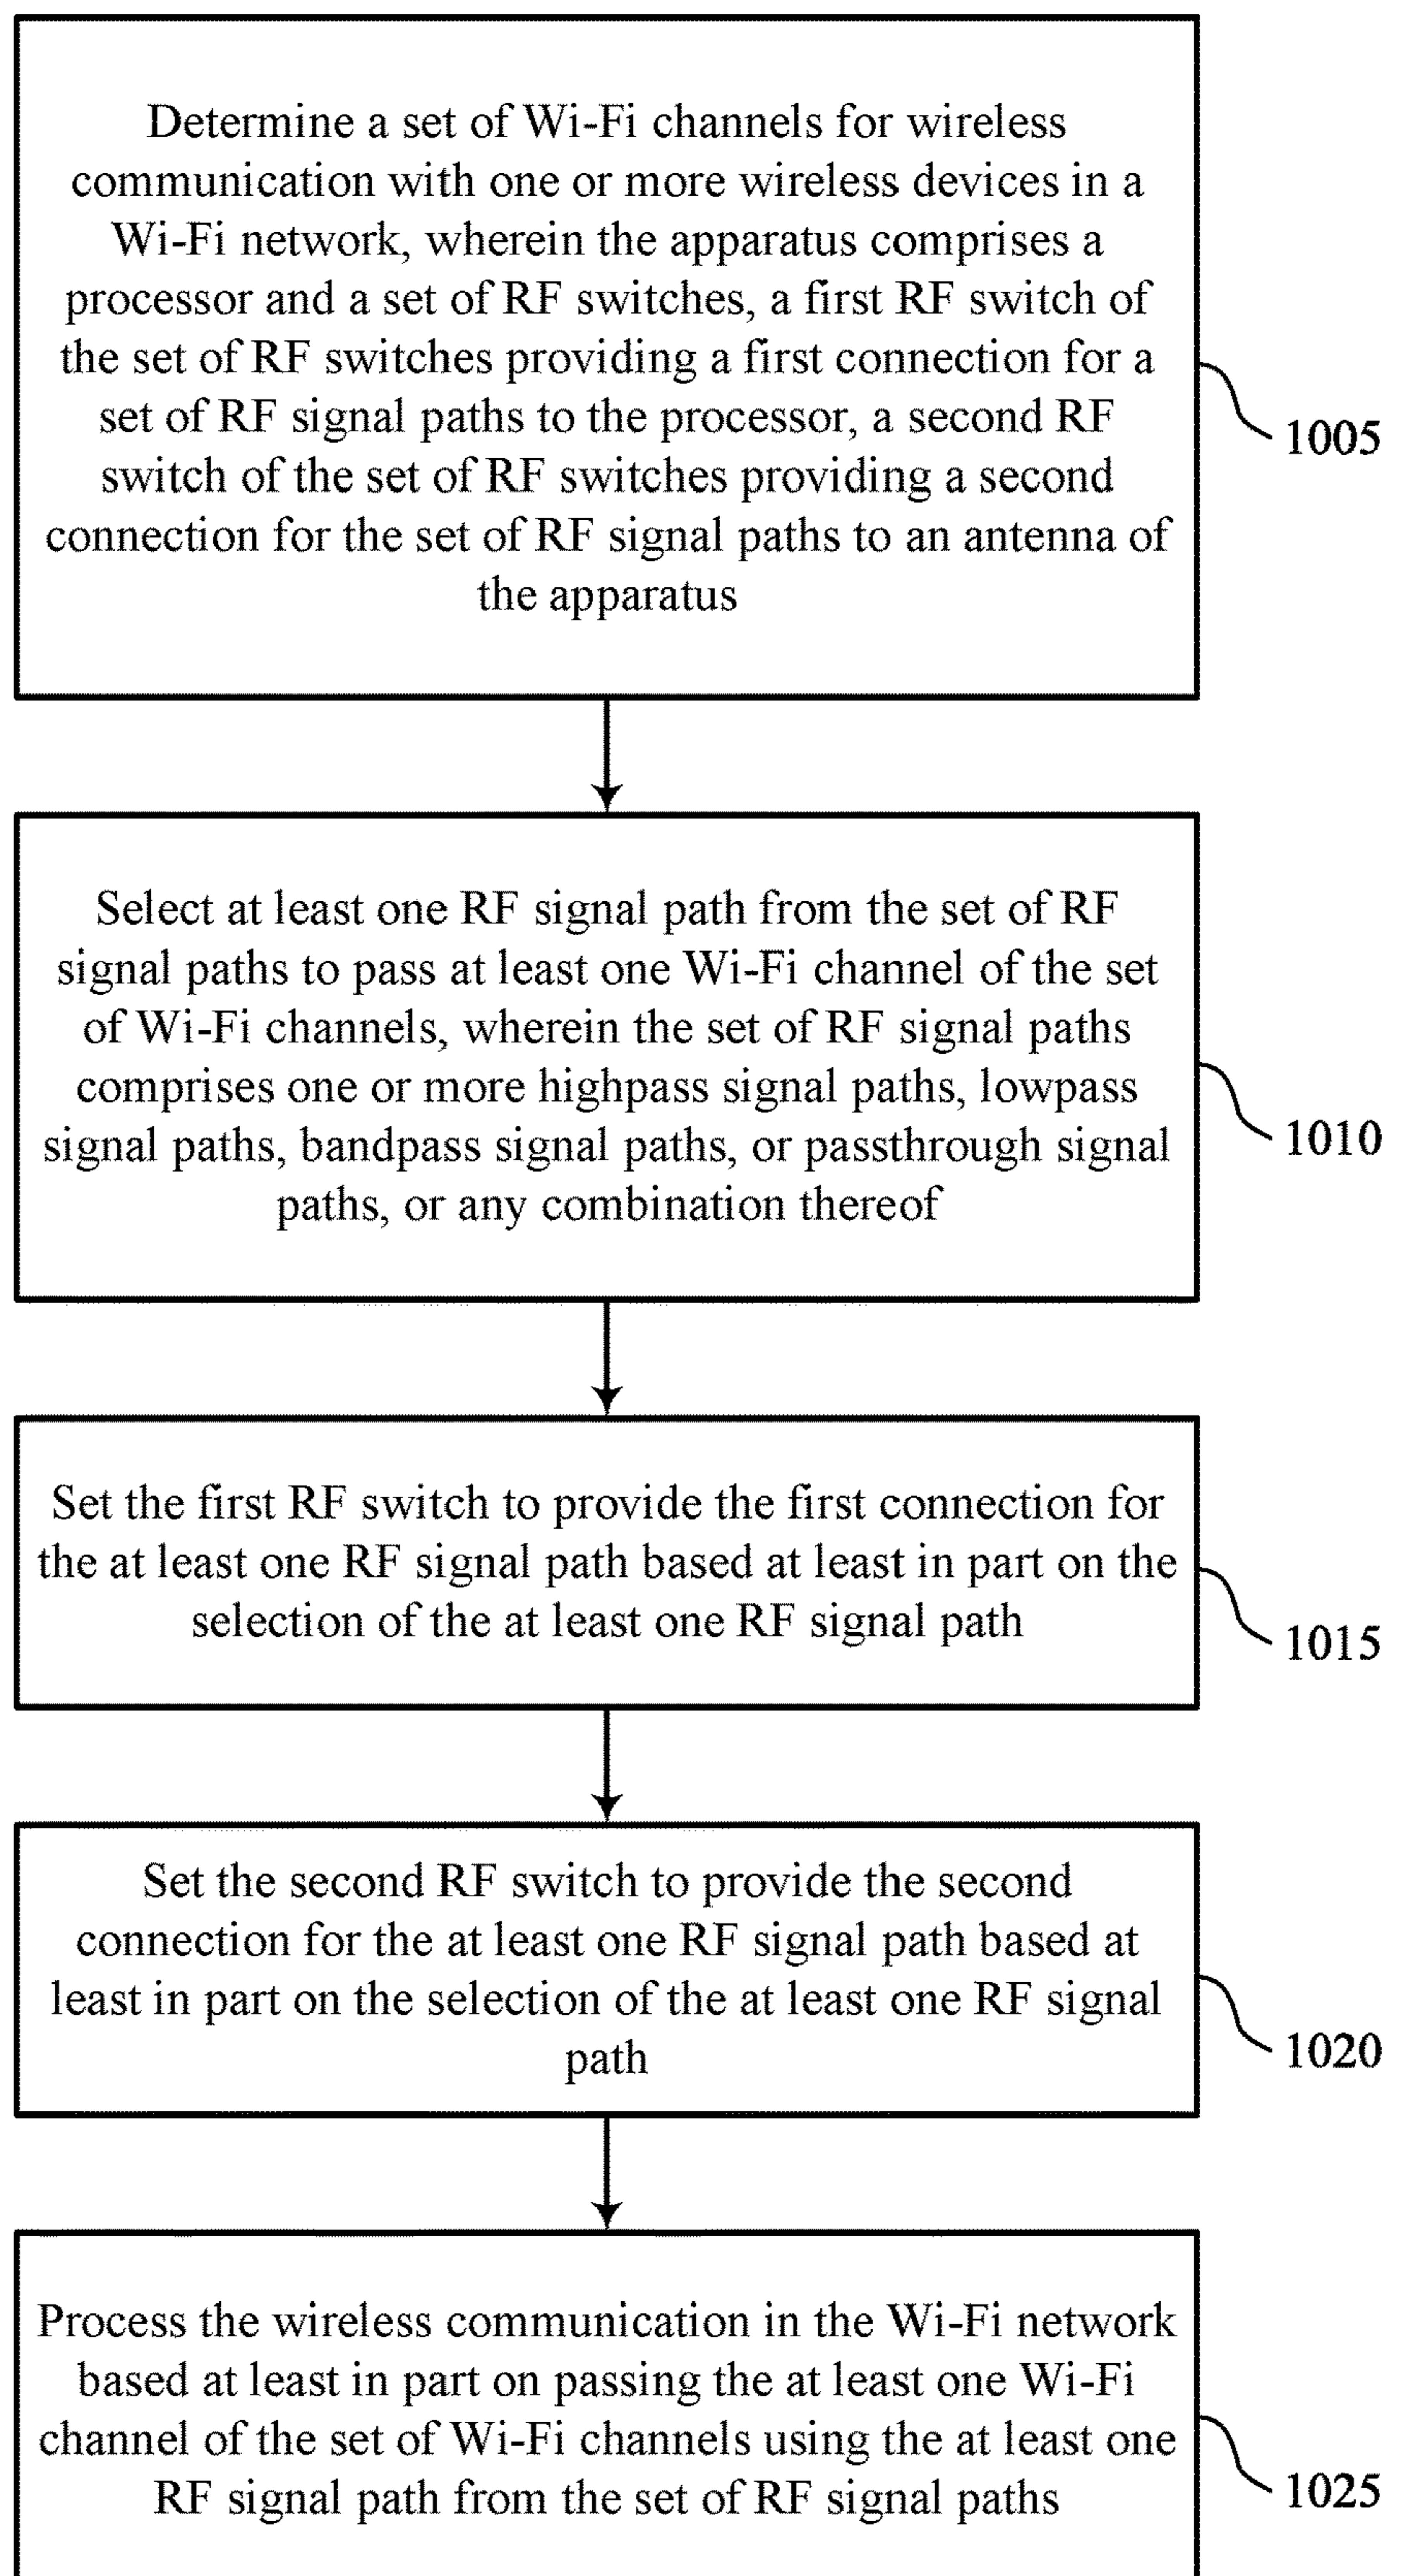 Determine a set of Wi-Fi channels for wireless
communication with one or more wireless devices in a
Wi-Fi network, wherein the apparatus comprises a
processor and a set of RF switches, a first RF switch of
the set of RF switches providing a first connection for a
set of RF signal paths to the processor, a second RF
switch of the set of RF switches providing a second
connection for the set of RF signal paths to an antenna of
the apparatus
1005
Select at least one RF signal path from the set of RF
signal paths to pass at least one Wi-Fi channel of the set
of Wi-Fi channels, wherein the set of RF signal paths
comprises one or more highpass signal paths, lowpass
signal paths, bandpass signal paths, or passthrough signal
paths, or any combination thereof
1010
Set the first RF switch to provide the first connection for
the at least one RF signal path based at least in part on the
selection of the at least one RF signal path
1015
Set the second RF switch to provide the second
connection for the at least one RF signal path based at
least in part on the selection of the at least one RF signal
path
1020
Process the wireless communication in the Wi-Fi network
based at least in part on passing the at least one Wi-Fi
channel of the set of Wi-Fi channels using the at least one
RF signal path from the set of RF signal paths
1025